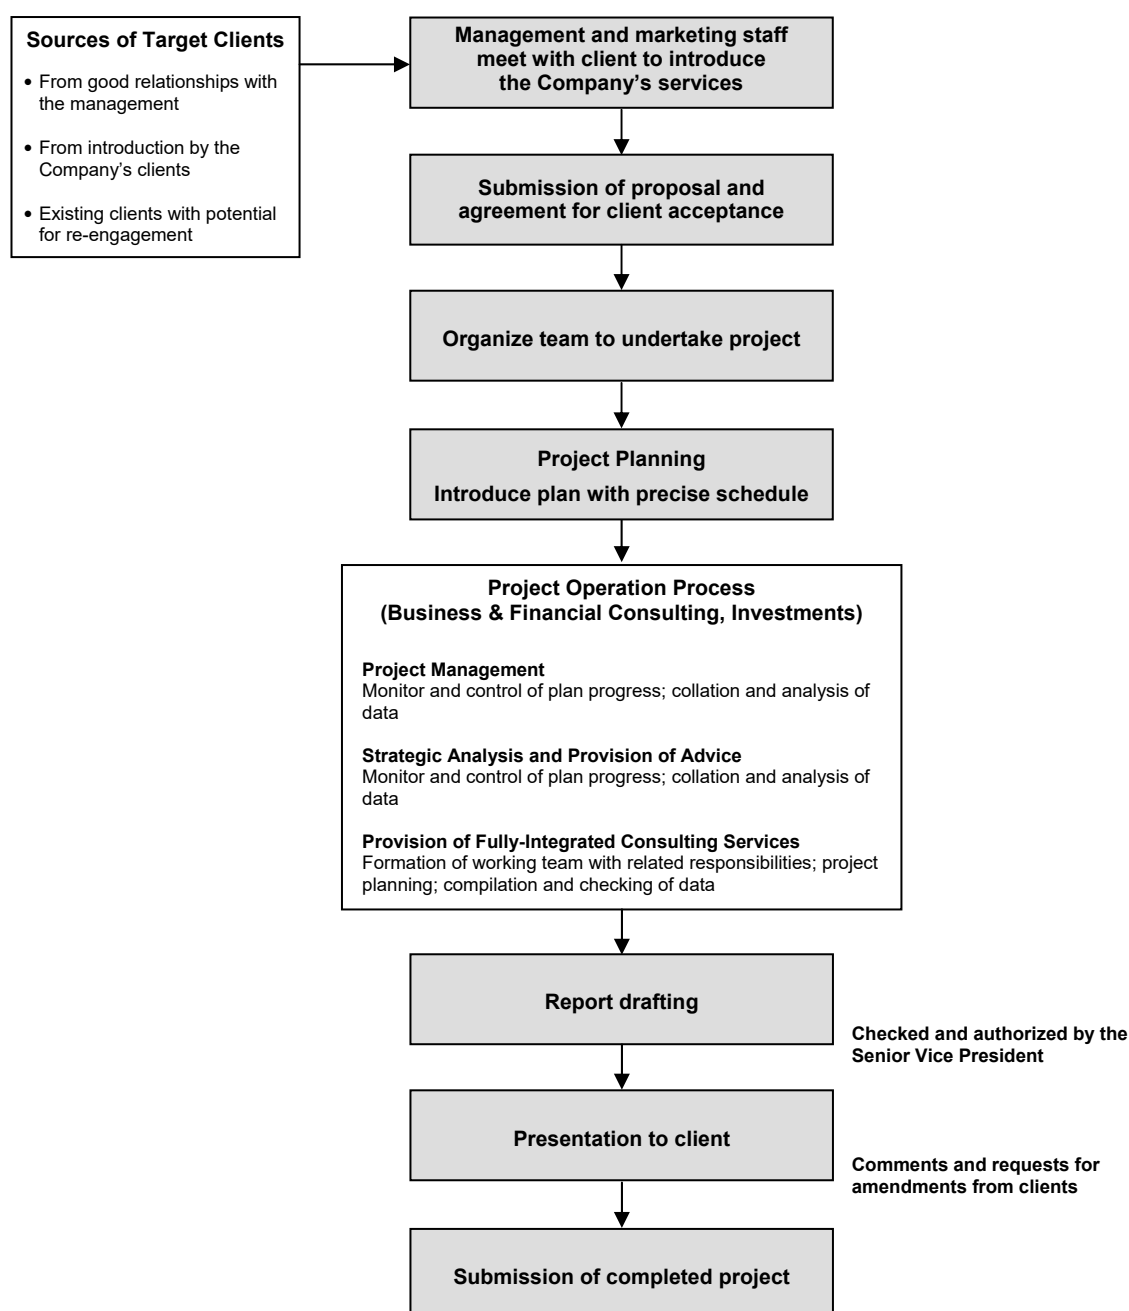 Sources of Target Clients
• From good relationships with
the management
• From introduction by the
Company’s clients
• Existing clients with potential
for re-engagement
Management and marketing staff
meet with client to introduce
the Company’s services
Submission of proposal and
agreement for client acceptance
Organize team to undertake project
Project Planning
Introduce plan with precise schedule
Project Operation Process
(Business & Financial Consulting, Investments)
Project Management
Monitor and control of plan progress; collation and analysis of
data
Strategic Analysis and Provision of Advice
Monitor and control of plan progress; collation and analysis of
data
Provision of Fully-Integrated Consulting Services
Formation of working team with related responsibilities; project
planning; compilation and checking of data
Report drafting
Checked and authorized by the
Senior Vice President
Presentation to client
Comments and requests for
amendments from clients
Submission of completed project